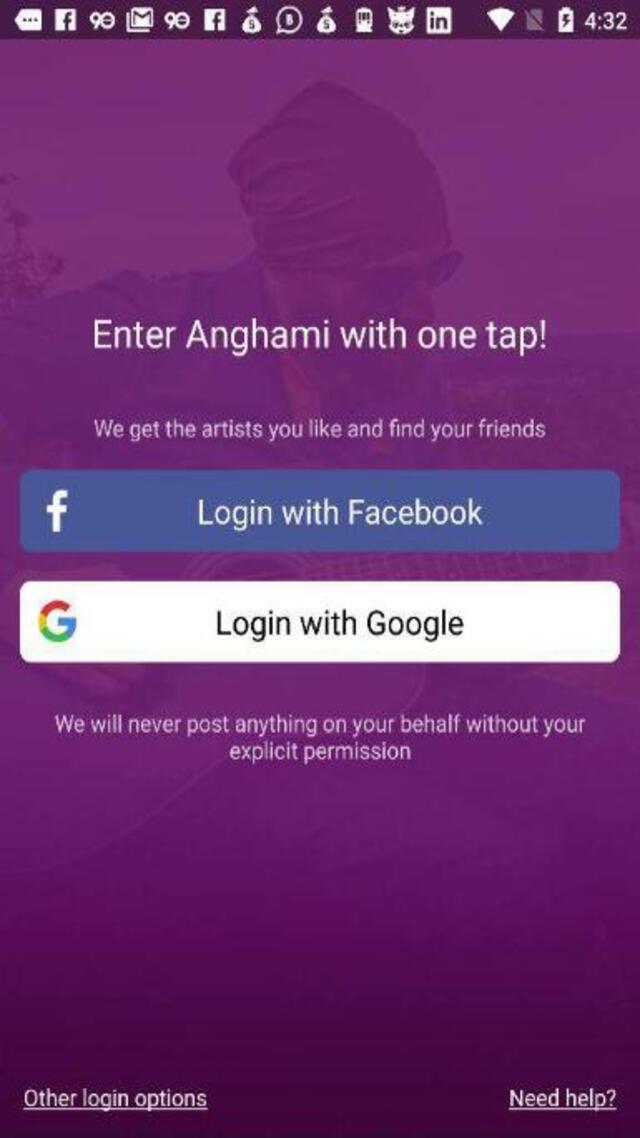 4:32
Enter Anghami with one tap!
We get the artists you like and find your friends
Login with Facebook
Login with Google
We will never post anything on your behalf without your
explicit permission
Other login options
Need help?